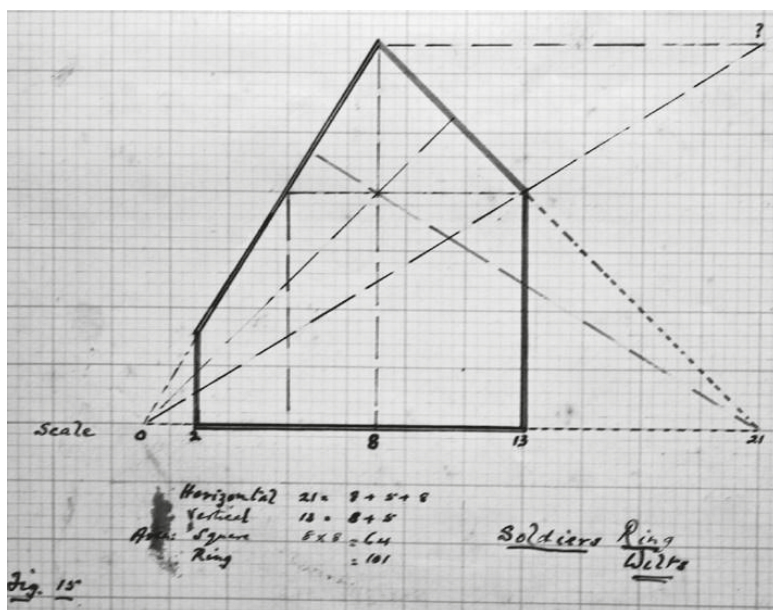 ?
Scale 0 2 8 13 21
Horizontal 21 = 8 + 5 + 8
Vertical 13 = 8 + 5
Area: Square 8 x 8 = 64
Ring = 101
Soldiers Ring
Wilts
Fig. 15